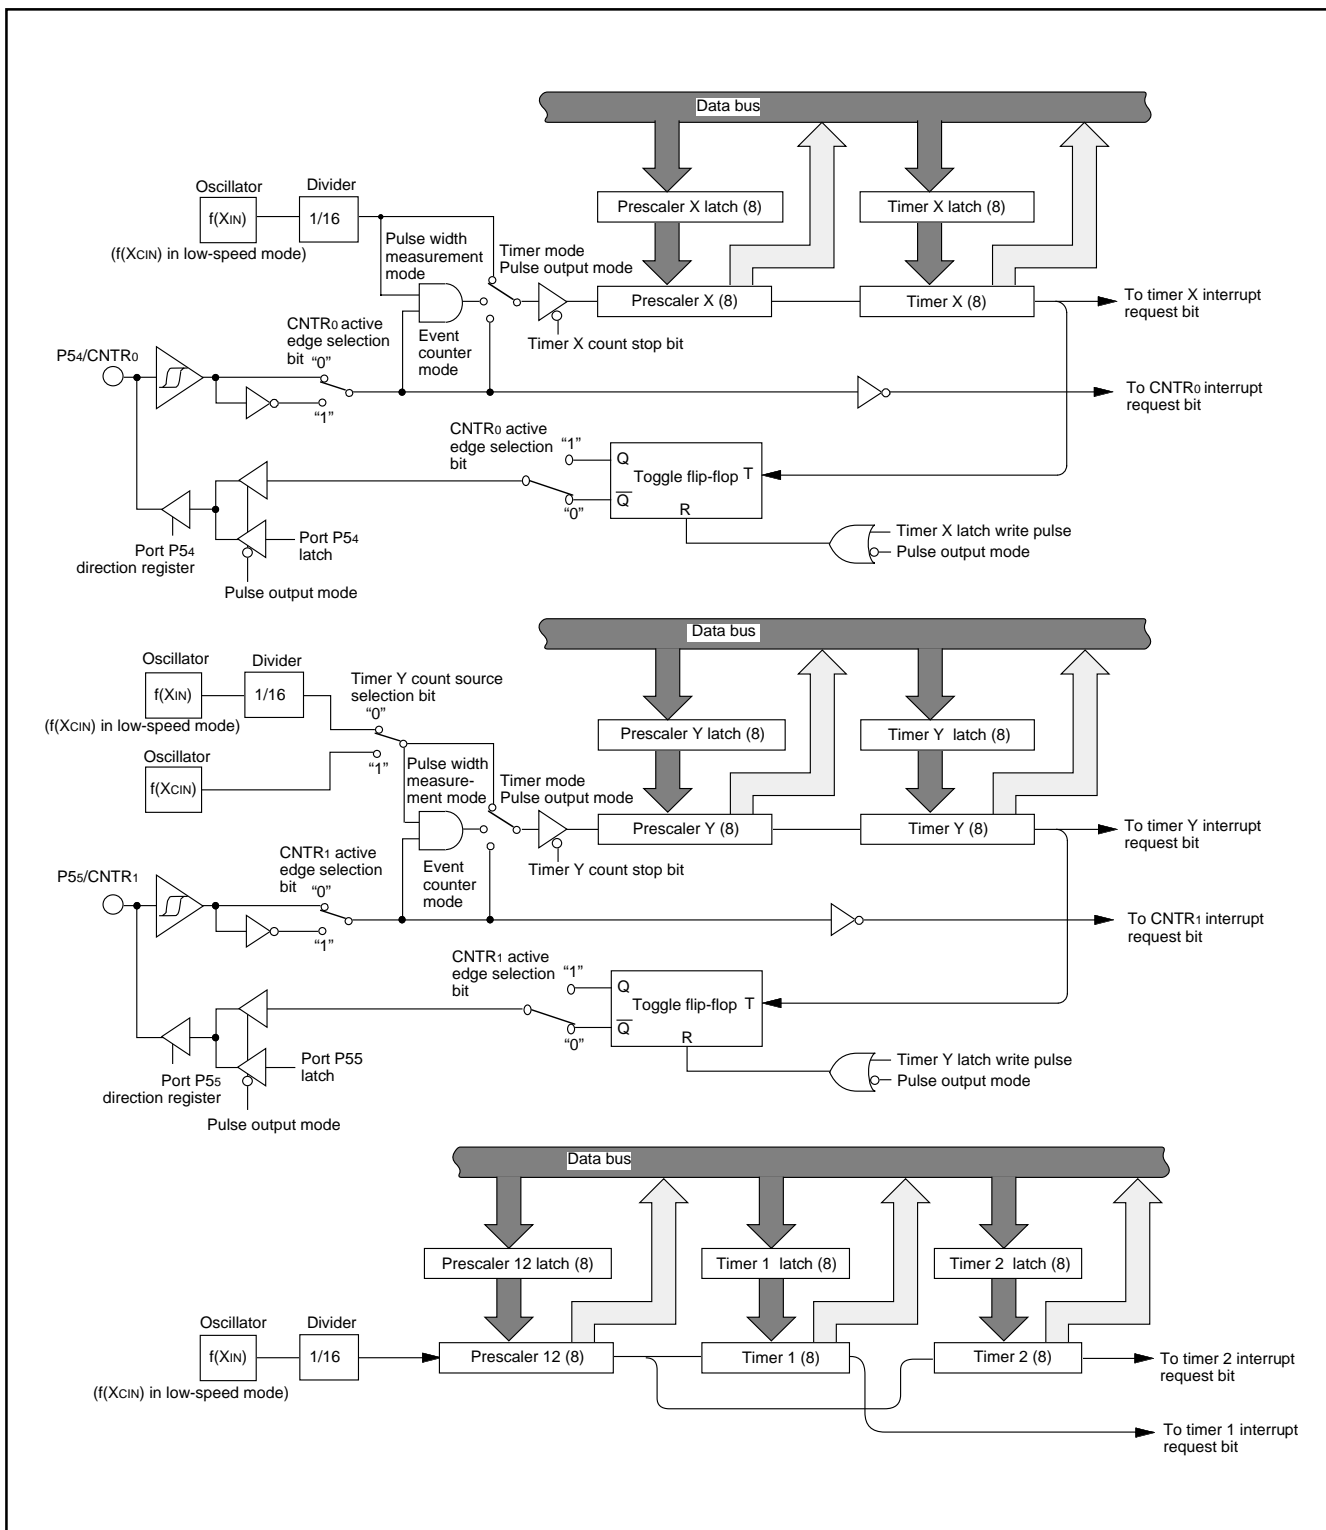 Data bus
Oscillator
Divider
f(XIN)
1/16
Prescaler X latch (8)
Timer X latch (8)
(f(XCIN) in low-speed mode)
Pulse width
measurement
mode
Timer mode
Pulse output mode
Prescaler X (8)
Timer X (8)
To timer X interrupt
request bit
CNTR0 active
edge selection
bit
"0"
Event
counter
mode
Timer X count stop bit
P54/CNTR0
"1"
To CNTR0 interrupt
request bit
CNTR0 active
edge selection
bit
"1"
Q
Toggle flip-flop
T
Q
"0"
R
Port P54
direction register
Port P54
latch
Timer X latch write pulse
Pulse output mode
Pulse output mode
Data bus
Oscillator
Divider
f(XIN)
1/16
Timer Y count source
selection bit
"0"
(f(XCIN) in low-speed mode)
Prescaler Y latch (8)
Timer Y latch (8)
Oscillator
f(XCIN)
"1"
Pulse width
measure-
ment mode
Timer mode
Pulse output mode
Prescaler Y (8)
Timer Y (8)
To timer Y interrupt
request bit
CNTR1 active
edge selection
bit
"0"
Event
counter
mode
Timer Y count stop bit
P55/CNTR1
"1"
To CNTR1 interrupt
request bit
CNTR1 active
edge selection
bit
"1"
Q
Toggle flip-flop
T
Q
"0"
R
Port P55
direction register
Port P55
latch
Timer Y latch write pulse
Pulse output mode
Pulse output mode
Data bus
Prescaler 12 latch (8)
Timer 1 latch (8)
Timer 2 latch (8)
Oscillator
Divider
f(XIN)
1/16
Prescaler 12 (8)
Timer 1 (8)
Timer 2 (8)
To timer 2 interrupt
request bit
(f(XCIN) in low-speed mode)
To timer 1 interrupt
request bit